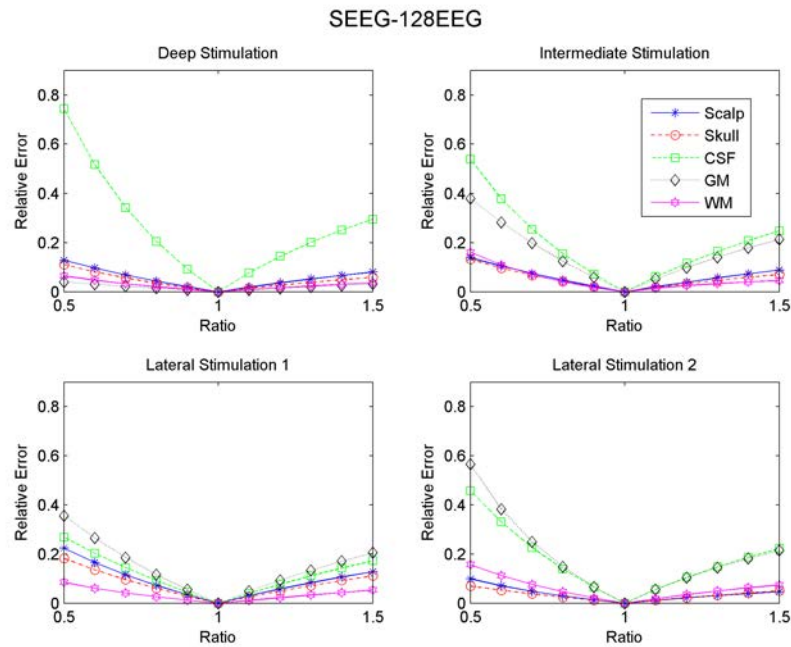 SEEG-128EEG
Deep Stimulation
Relative Error
0.8
0.6
0.4
0.2
0
0.5
1
1.5
Ratio
Intermediate Stimulation
Relative Error
0.8
0.6
0.4
0.2
0
0.5
1
1.5
Ratio
Scalp
Skull
CSF
GM
WM
Lateral Stimulation 1
Relative Error
0.8
0.6
0.4
0.2
0
0.5
1
1.5
Ratio
Lateral Stimulation 2
Relative Error
0.8
0.6
0.4
0.2
0
0.5
1
1.5
Ratio